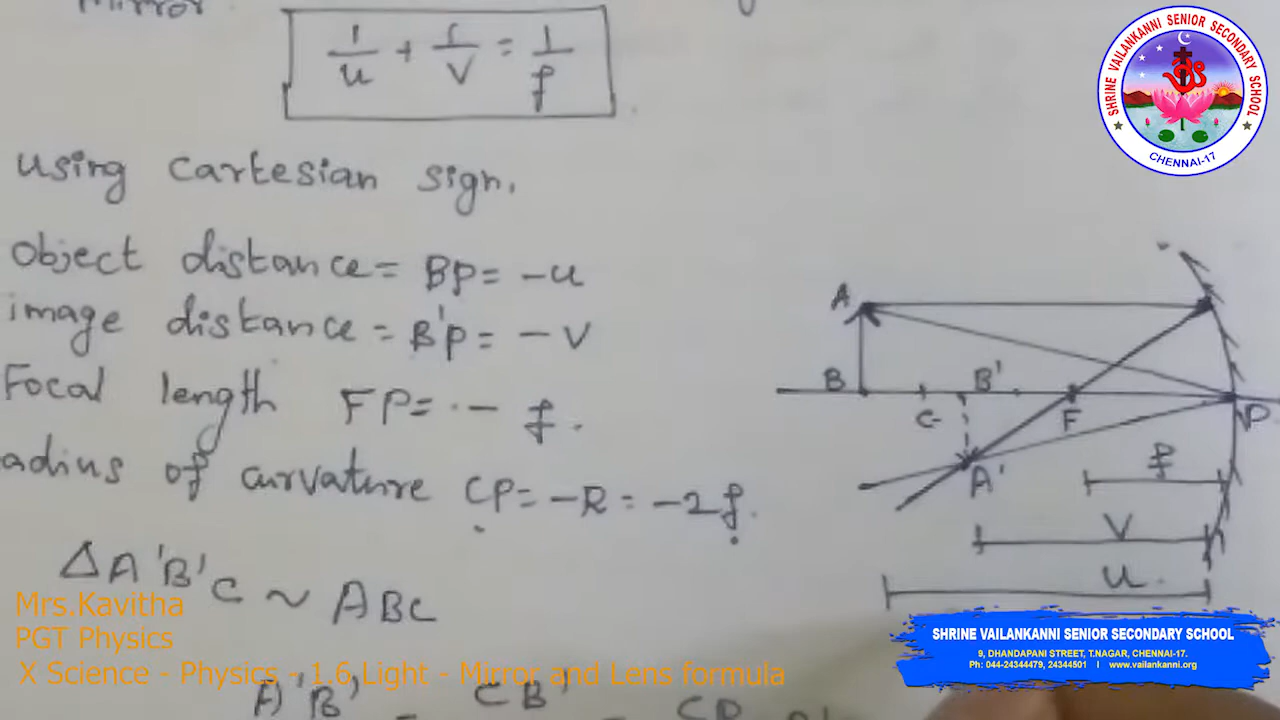 Mirror
1/u + 1/v = 1/f
using cartesian sign.
object distance = BP = -u
image distance = B'P = -v
Focal length FP = - f.
adius of curvature CP = -R = -2f.
ΔA'B'C ~ ABC
A'B' CB'
A
B
C
B'
F
P
A'
f
V
u.
Mrs.Kavitha
PGT Physics
X Science - Physics - 1.6 Light - Mirror and Lens formula
SHRINE VAILANKANNI SENIOR SECONDARY SCHOOL
CHENNAI-17
SHRINE VAILANKANNI SENIOR SECONDARY SCHOOL
9, DHANDAPANI STREET, T.NAGAR, CHENNAI-17.
Ph: 044-24344479, 24344501 | www.vailankanni.org